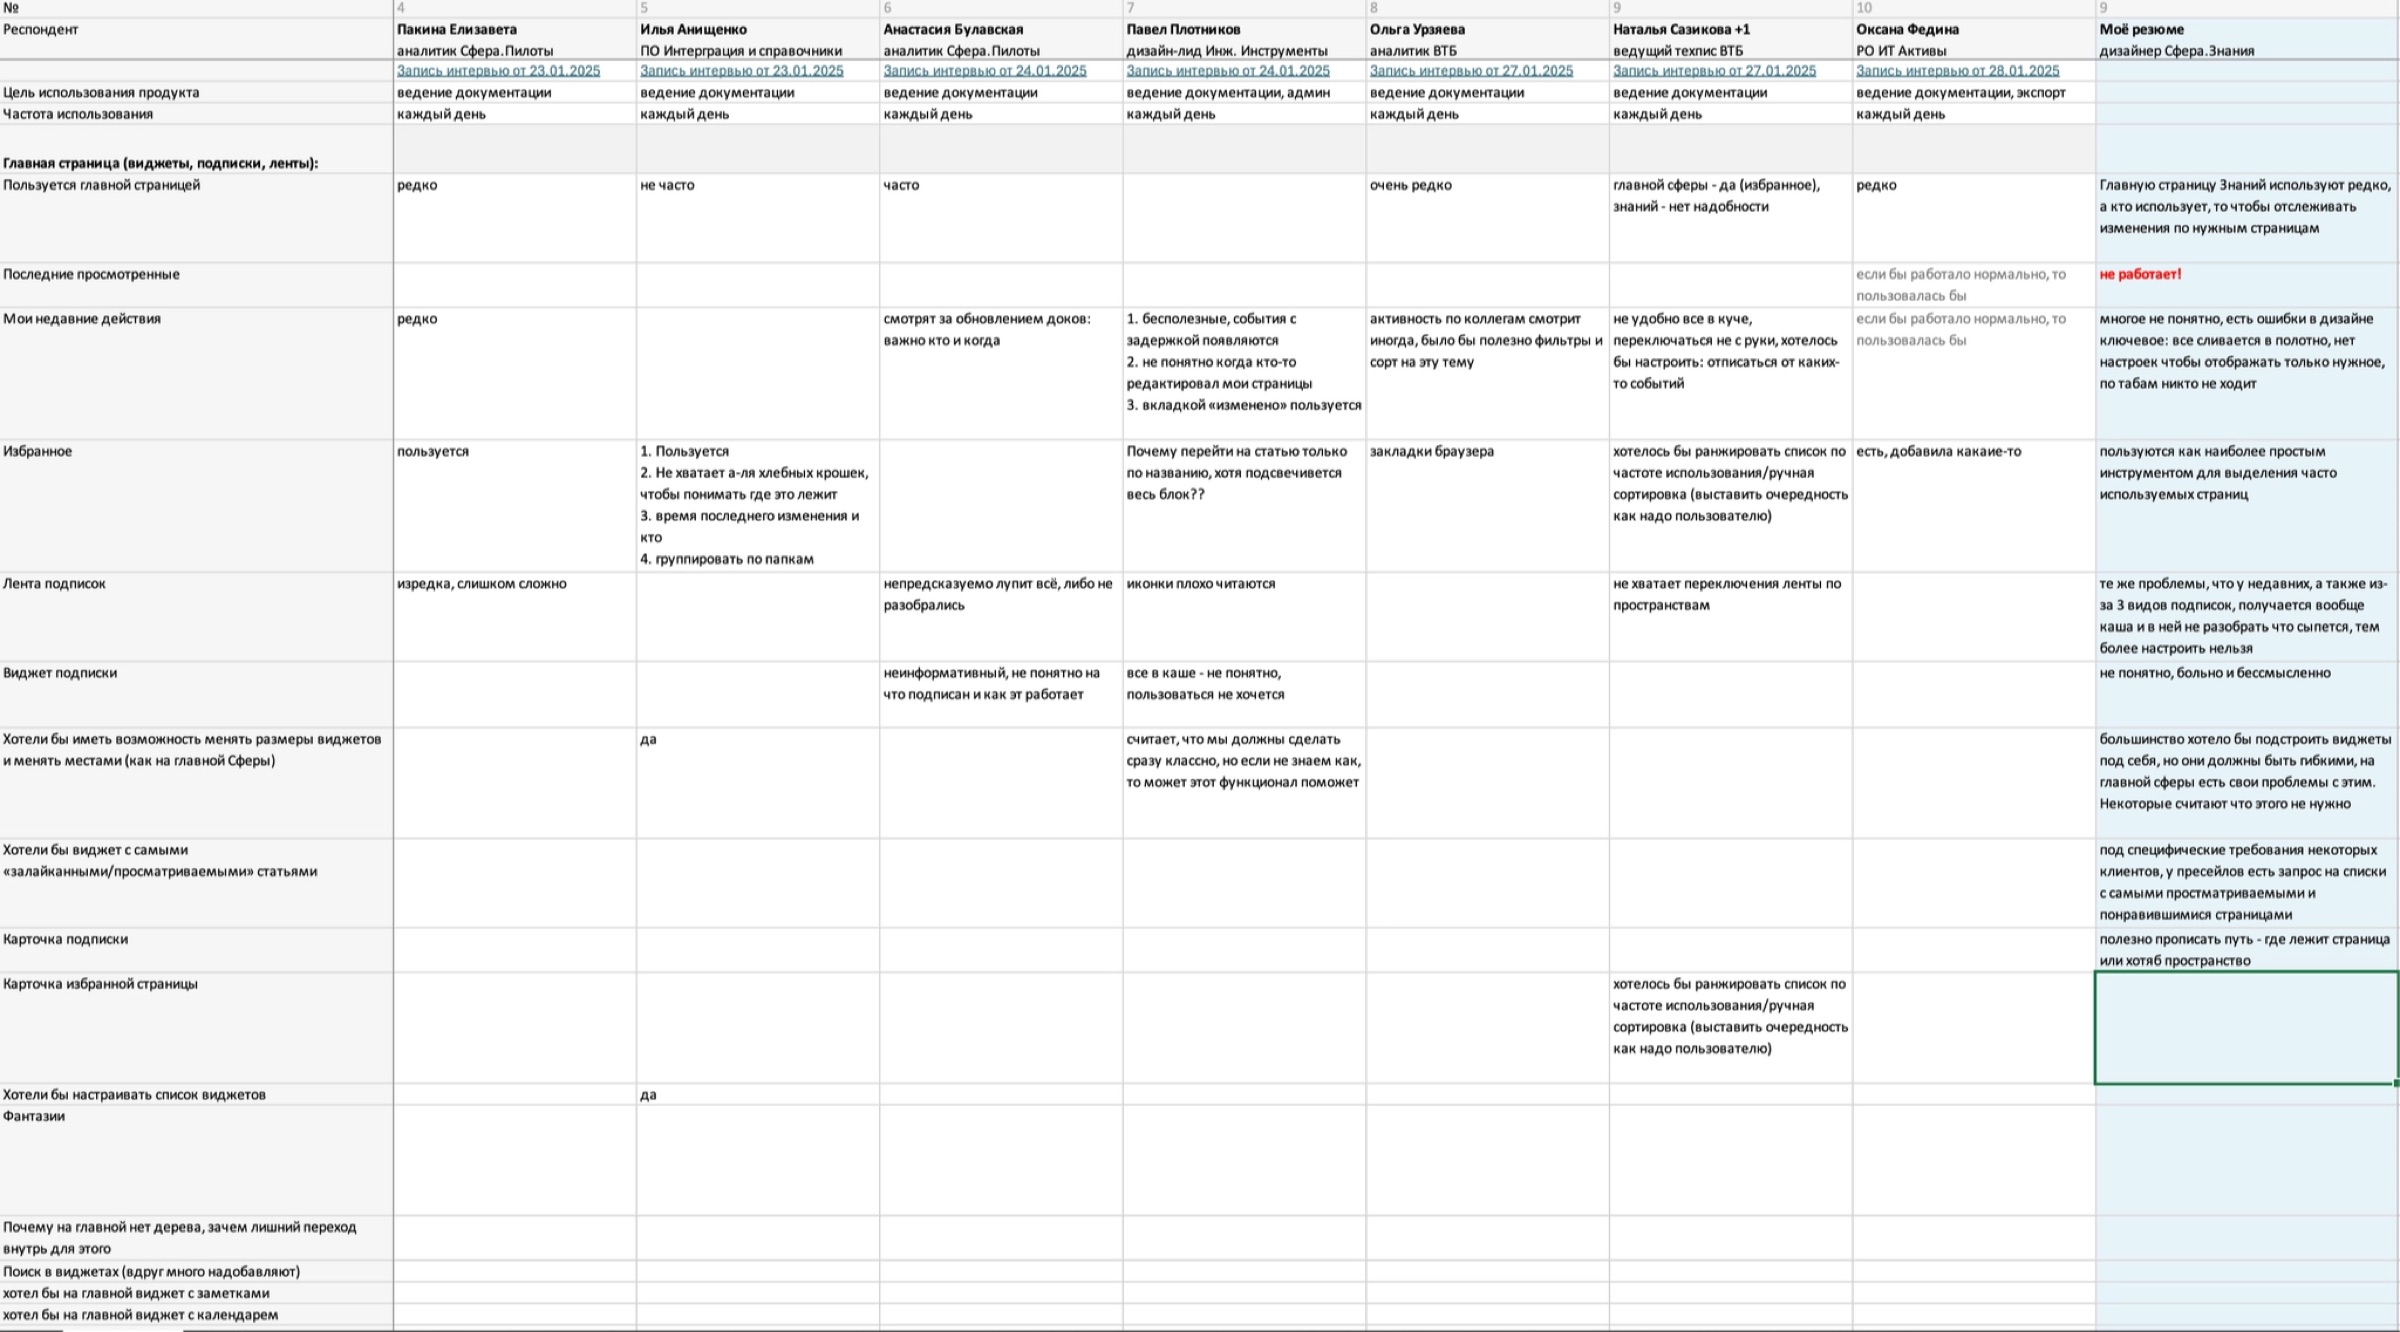 № 4 5 6 7 8 9 10 9
Респондент Пакина Елизавета Илья Анищенко Анастасия Булавская Павел Плотников Ольга Урзяева Наталья Сазикова +1 Оксана Федина Моё резюме
аналитик Сфера.Пилоты ПО Интерграция и справочники аналитик Сфера.Пилоты дизайн-лид Инж. Инструменты аналитик ВТБ ведущий техпис ВТБ РО ИТ Активы дизайнер Сфера.Знания
Запись интервью от 23.01.2025 Запись интервью от 23.01.2025 Запись интервью от 24.01.2025 Запись интервью от 24.01.2025 Запись интервью от 27.01.2025 Запись интервью от 27.01.2025 Запись интервью от 28.01.2025
Цель использования продукта ведение документации ведение документации ведение документации ведение документации, админ ведение документации ведение документации ведение документации, экспорт
Частота использования каждый день каждый день каждый день каждый день каждый день каждый день каждый день
Главная страница (виджеты, подписки, ленты):
Пользуется главной страницей
редко
не часто
часто
очень редко
главной сферы - да (избранное),
знаний - нет надобности
редко
Главную страницу Знаний используют редко,
а кто использует, то чтобы отслеживать
изменения по нужным страницам
Последние просмотренные
если бы работало нормально, то
пользовалась бы
не работает!
Мои недавние действия
редко
смотрят за обновлением доков:
важно кто и когда
1. бесполезные, события с
задержкой появляются
2. не понятно когда кто-то
редактировал мои страницы
3. вкладкой «изменено» пользуется
активность по коллегам смотрит
иногда, было бы полезно фильтры и
сорт на эту тему
не удобно все в куче,
переключаться не с руки, хотелось
бы настроить: отписаться от каких-
то событий
если бы работало нормально, то
пользовалась бы
многое не понятно, есть ошибки в дизайне
ключевое: все сливается в полотно, нет
настроек чтобы отображать только нужное,
по табам никто не ходит
Избранное
пользуется
1. Пользуется
2. Не хватает а-ля хлебных крошек,
чтобы понимать где это лежит
3. время последнего изменения и
кто
4. группировать по папкам
Почему перейти на статью только
по названию, хотя подсвечивется
весь блок??
закладки браузера
хотелось бы ранжировать список по
частоте использования/ручная
сортировка (выставить очередность
как надо пользователю)
есть, добавила какаие-то
пользуются как наиболее простым
инструментом для выделения часто
используемых страниц
Лента подписок
изредка, слишком сложно
непредсказуемо лупит всё, либо не
разобрались
иконки плохо читаются
не хватает переключения ленты по
пространствам
те же проблемы, что у недавних, а также из-
за 3 видов подписок, получается вообще
каша и в ней не разобрать что сыпется, тем
более настроить нельзя
Виджет подписки
неинформативный, не понятно на
что подписан и как эт работает
все в каше - не понятно,
пользоваться не хочется
не понятно, больно и бессмысленно
Хотели бы иметь возможность менять размеры виджетов
и менять местами (как на главной Сферы)
да
считает, что мы должны сделать
сразу классно, но если не знаем как,
то может этот функционал поможет
большинство хотело бы подстроить виджеты
под себя, но они должны быть гибкими, на
главной сферы есть свои проблемы с этим.
Некоторые считают что этого не нужно
Хотели бы виджет с самыми
«залайканными/просматриваемыми» статьями
под специфические требования некоторых
клиентов, у пресейлов есть запрос на списки
с самыми простматриваемыми и
понравившимися страницами
Карточка подписки
полезно прописать путь - где лежит страница
или хотяб пространство
Карточка избранной страницы
хотелось бы ранжировать список по
частоте использования/ручная
сортировка (выставить очередность
как надо пользователю)
Хотели бы настраивать список виджетов
да
Фантазии
Почему на главной нет дерева, зачем лишний переход
внутрь для этого
Поиск в виджетах (вдруг много надобавляют)
хотел бы на главной виджет с заметками
хотел бы на главной виджет с календарем